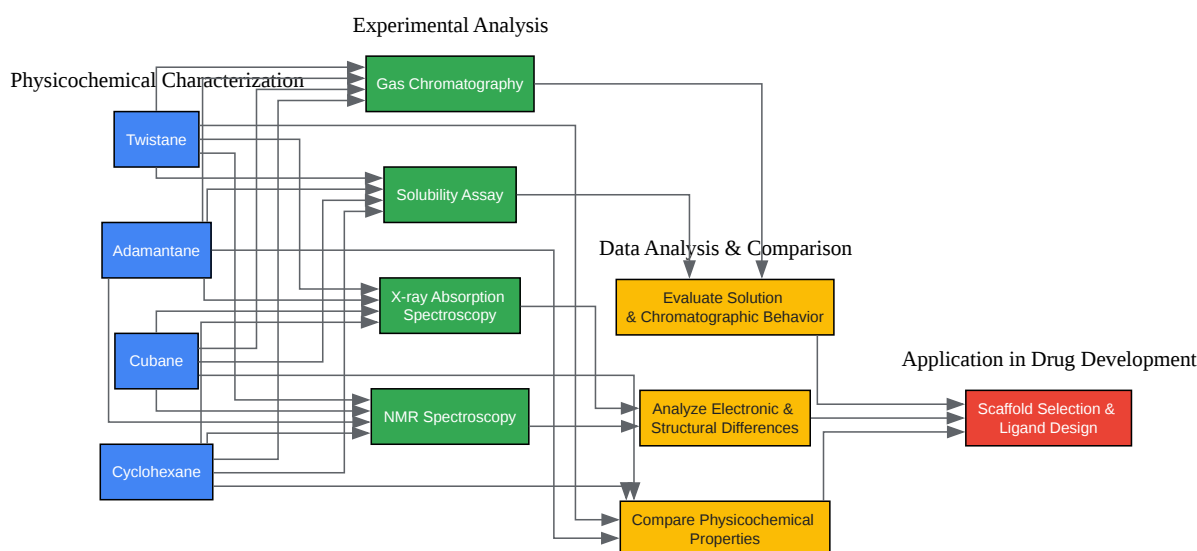 Experimental Analysis
Physicochemical Characterization
Gas Chromatography
Twistane
Solubility Assay
Adamantane
Data Analysis & Comparison
X-ray Absorption
Spectroscopy
Evaluate Solution
& Chromatographic Behavior
Cubane
Application in Drug Development
NMR Spectroscopy
Analyze Electronic &
Structural Differences
Scaffold Selection &
Ligand Design
Cyclohexane
Compare Physicochemical
Properties